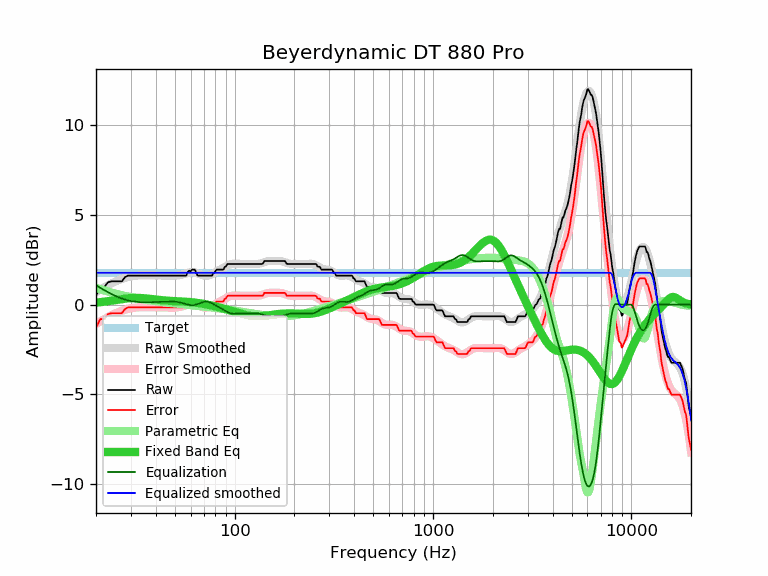 Beyerdynamic DT 880 Pro
Amplitude (dBr)
10
5
0
−5
−10
Target
Raw Smoothed
Error Smoothed
Raw
Error
Parametric Eq
Fixed Band Eq
Equalization
Equalized smoothed
100 1000 10000
Frequency (Hz)